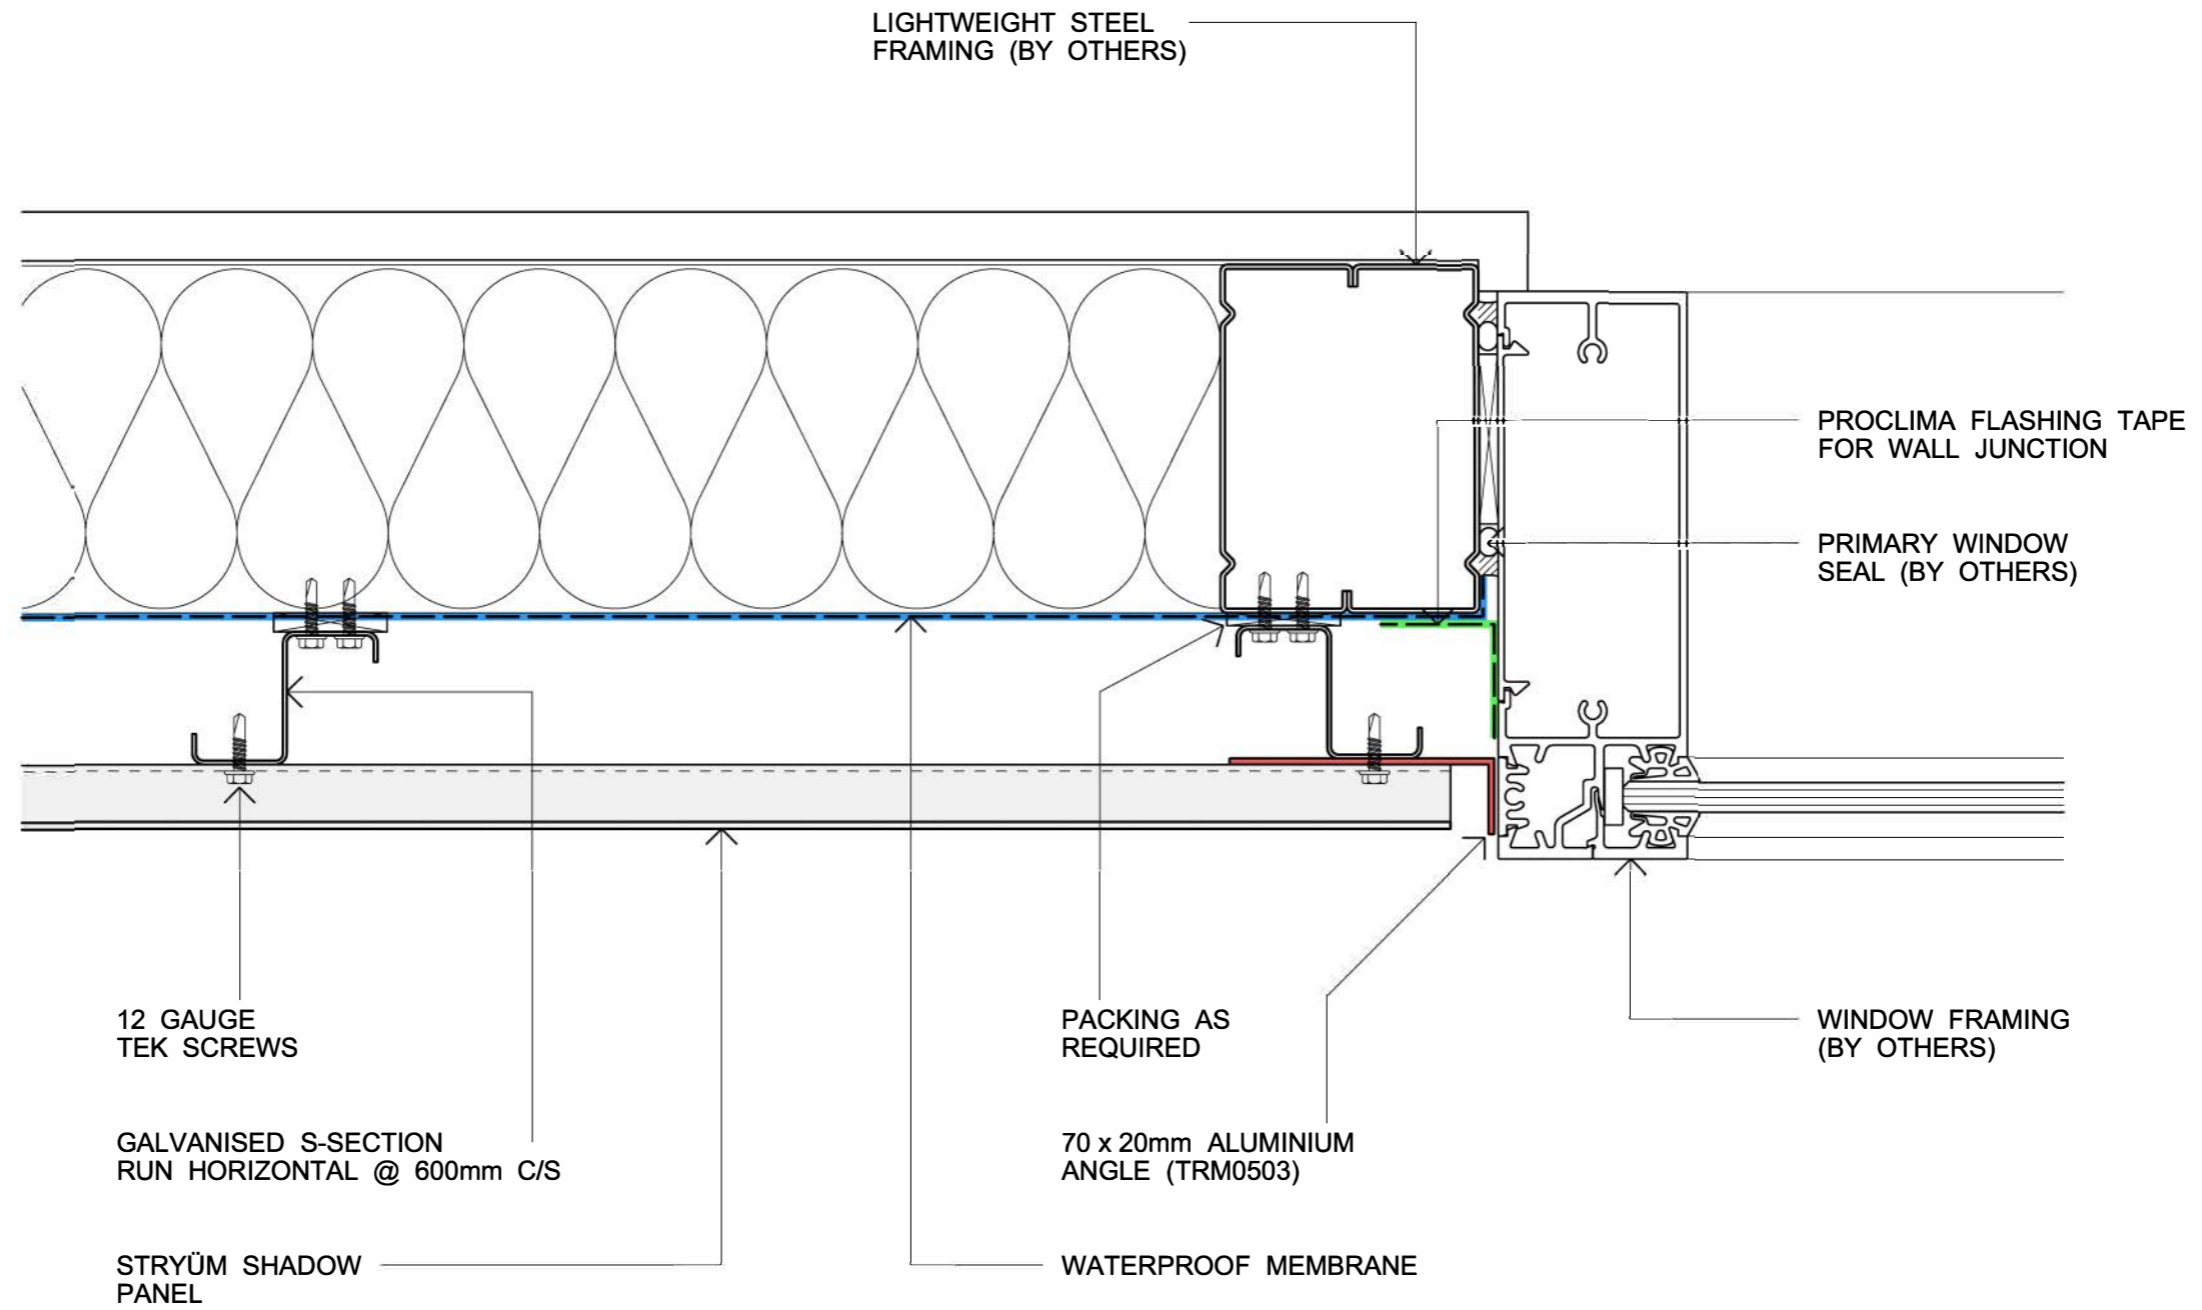 LIGHTWEIGHT STEEL
FRAMING (BY OTHERS)
PROCLIMA FLASHING TAPE
FOR WALL JUNCTION
PRIMARY WINDOW
SEAL (BY OTHERS)
12 GAUGE
TEK SCREWS
PACKING AS
REQUIRED
WINDOW FRAMING
(BY OTHERS)
GALVANISED S-SECTION
RUN HORIZONTAL @ 600mm C/S
70 x 20mm ALUMINIUM
ANGLE (TRM0503)
STRYÜM SHADOW
PANEL
WATERPROOF MEMBRANE